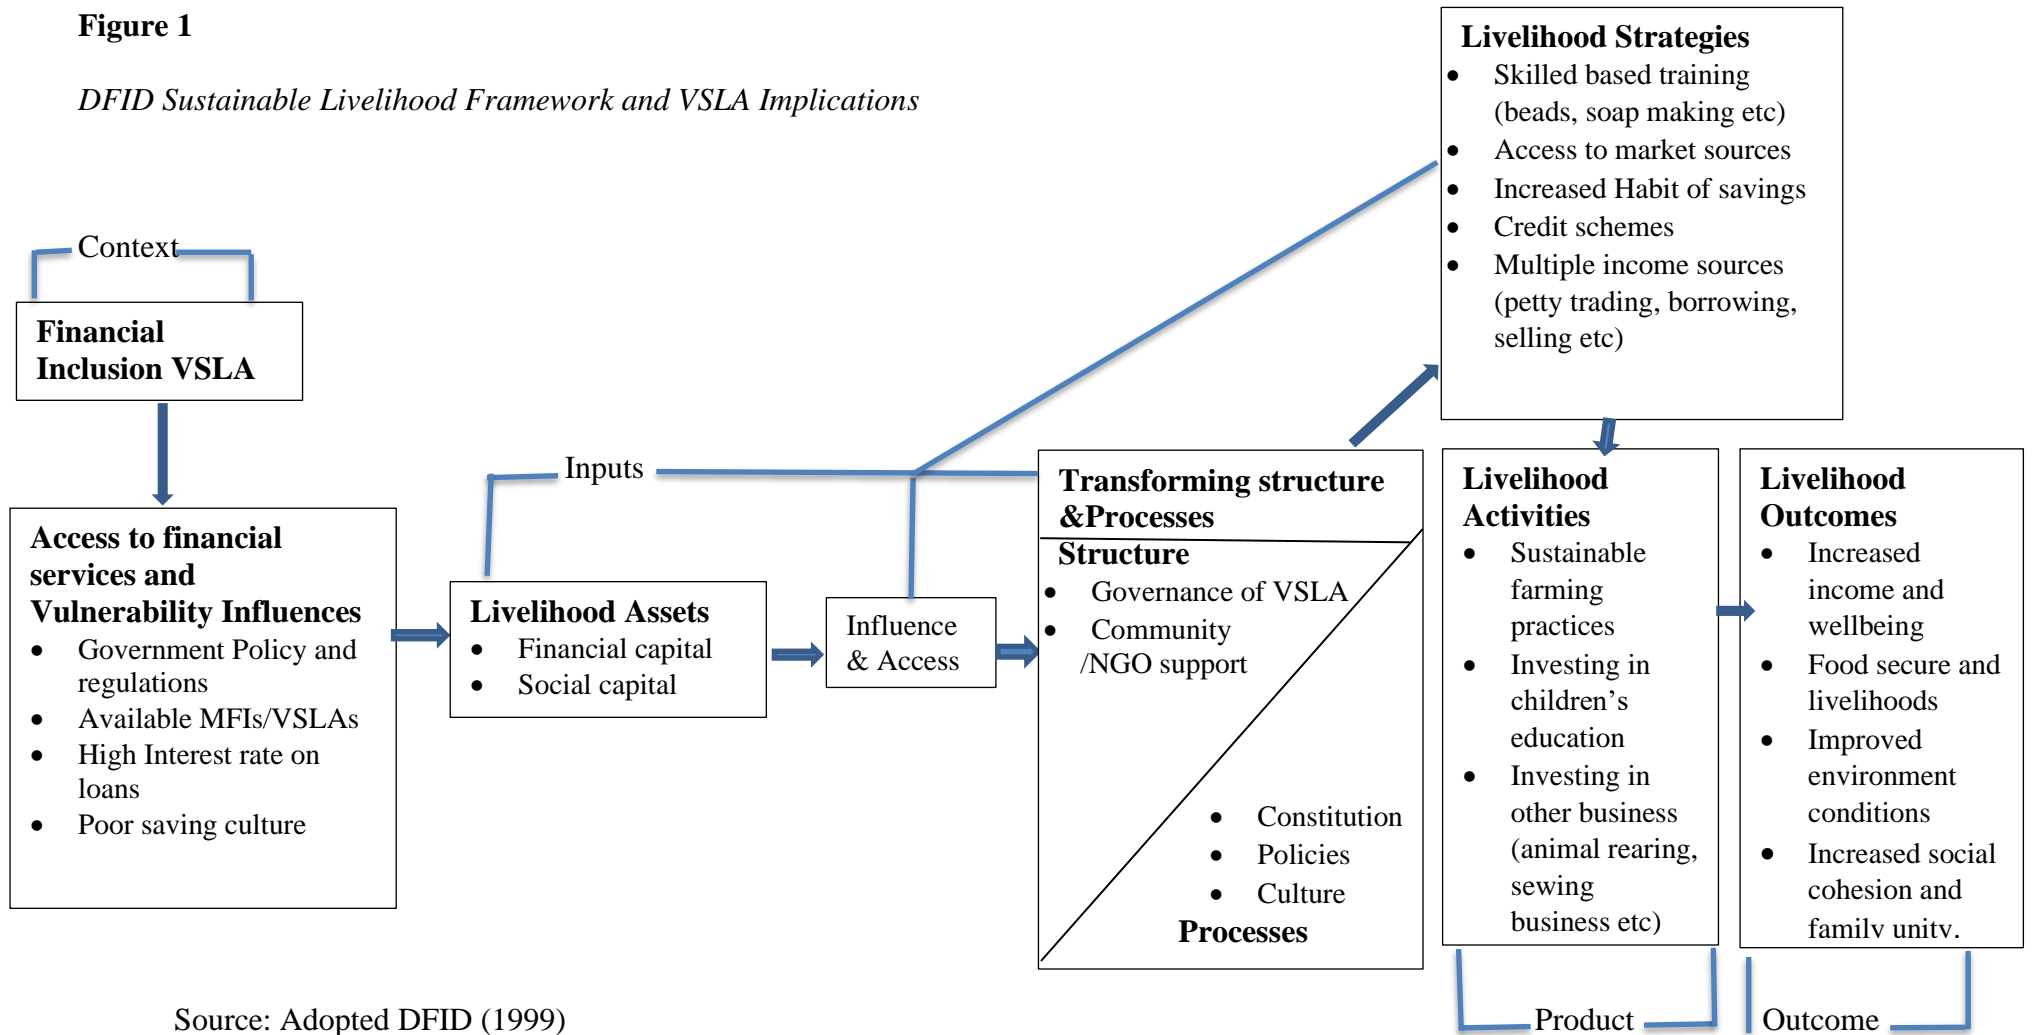 Figure 1
DFID Sustainable Livelihood Framework and VSLA Implications
Context
Financial
Inclusion VSLA
Access to financial
services and
Vulnerability Influences
• Government Policy and
regulations
• Available MFIs/VSLAs
• High Interest rate on
loans
• Poor saving culture
Inputs
Livelihood Assets
• Financial capital
• Social capital
Influence
& Access
Transforming structure
&Processes
Structure
• Governance of VSLA
• Community
/NGO support
• Constitution
• Policies
• Culture
Processes
Livelihood Strategies
• Skilled based training
(beads, soap making etc)
• Access to market sources
• Increased Habit of savings
• Credit schemes
• Multiple income sources
(petty trading, borrowing,
selling etc)
Livelihood
Activities
• Sustainable
farming
practices
• Investing in
children’s
education
• Investing in
other business
(animal rearing,
sewing
business etc)
Livelihood
Outcomes
• Increased
income and
wellbeing
• Food secure and
livelihoods
• Improved
environment
conditions
• Increased social
cohesion and
family unity.
Product
Outcome
Source: Adopted DFID (1999)